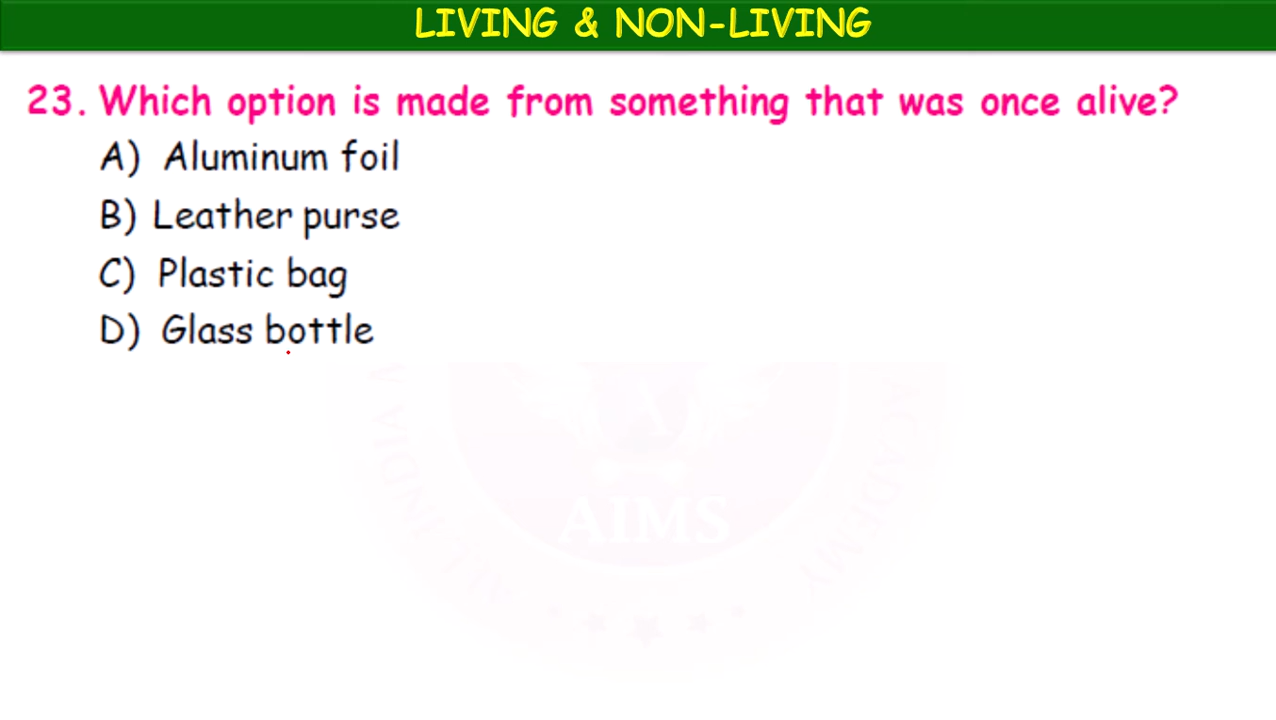 LIVING & NON-LIVING
23. Which option is made from something that was once alive?
A) Aluminum foil
B) Leather purse
C) Plastic bag
D) Glass bottle
AIMS
ACADEMY